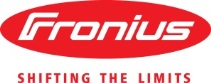 Fronius
SHIFTING THE LIMITS